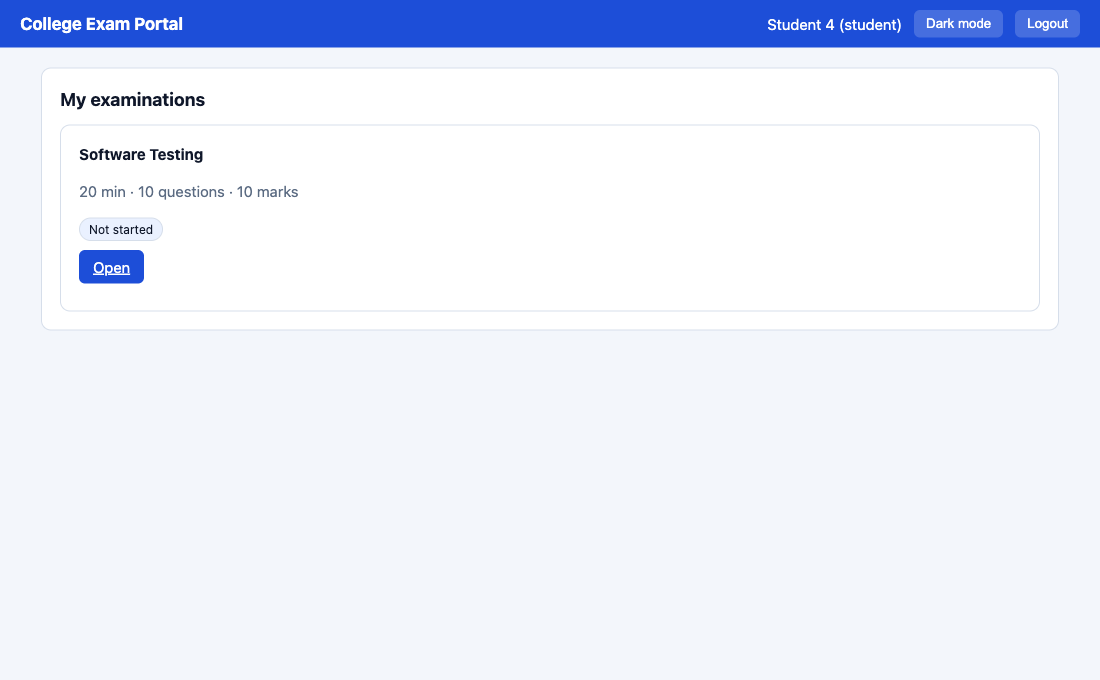 College Exam Portal
Student 4 (student)
Dark mode
Logout
My examinations
Software Testing
20 min · 10 questions · 10 marks
Not started
Open